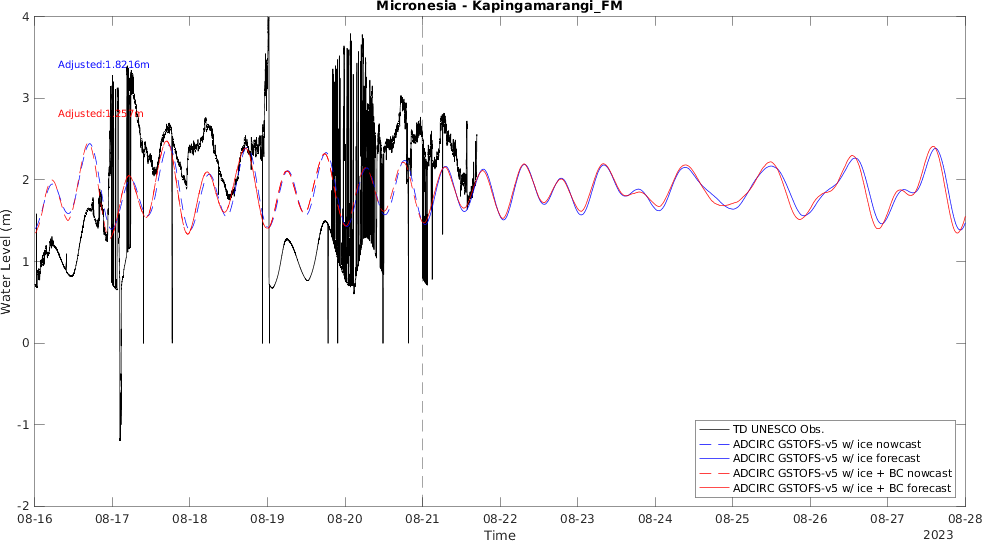 Micronesia - Kapingamarangi_FM
Adjusted:1.8216m
Adjusted:1.257m
Water Level (m)
4
3
2
1
0
-1
-2
08-16 08-17 08-18 08-19 08-20 08-21 08-22 08-23 08-24 08-25 08-26 08-27 08-28
Time
2023
TD UNESCO Obs.
ADCIRC GSTOFS-v5 w/ ice nowcast
ADCIRC GSTOFS-v5 w/ ice forecast
ADCIRC GSTOFS-v5 w/ ice + BC nowcast
ADCIRC GSTOFS-v5 w/ ice + BC forecast